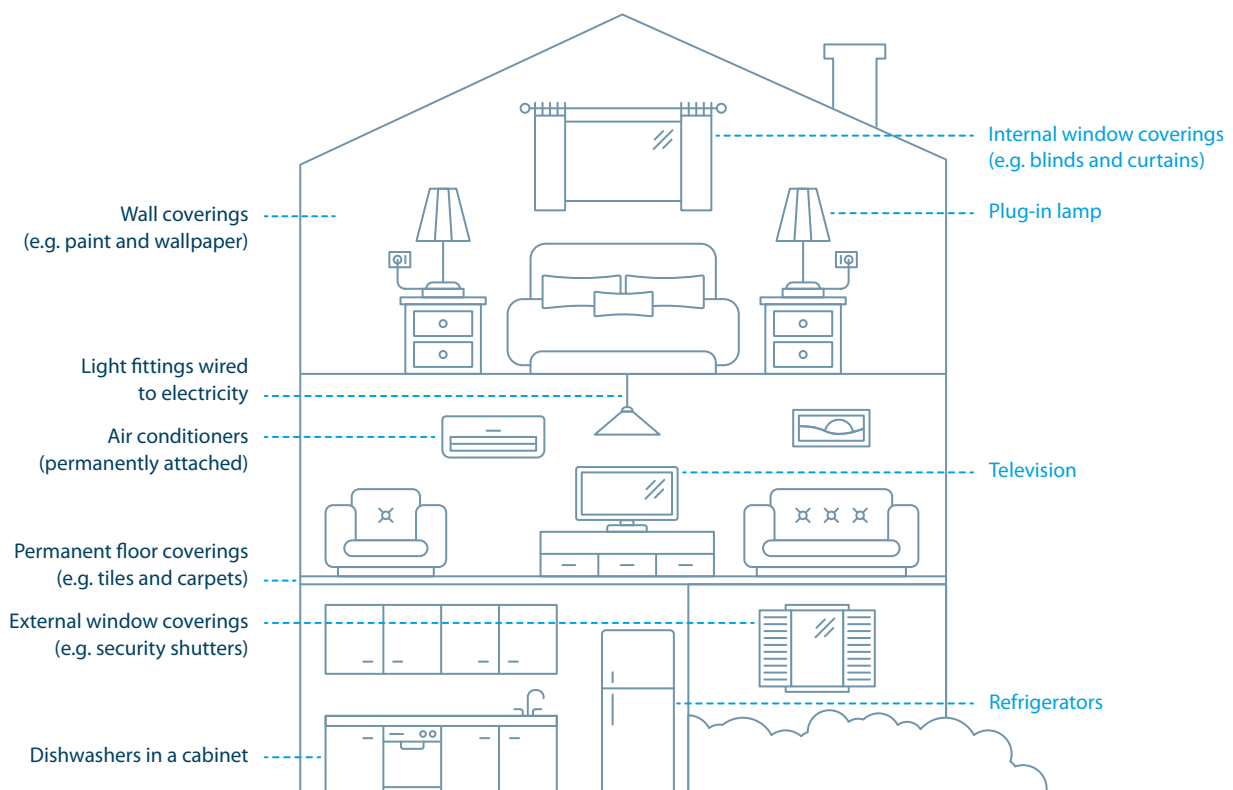 Wall coverings
(e.g. paint and wallpaper)
Light fittings wired
to electricity
Air conditioners
(permanently attached)
Permanent floor coverings
(e.g. tiles and carpets)
External window coverings
(e.g. security shutters)
Dishwashers in a cabinet
Internal window coverings
(e.g. blinds and curtains)
Plug-in lamp
Television
Refrigerators